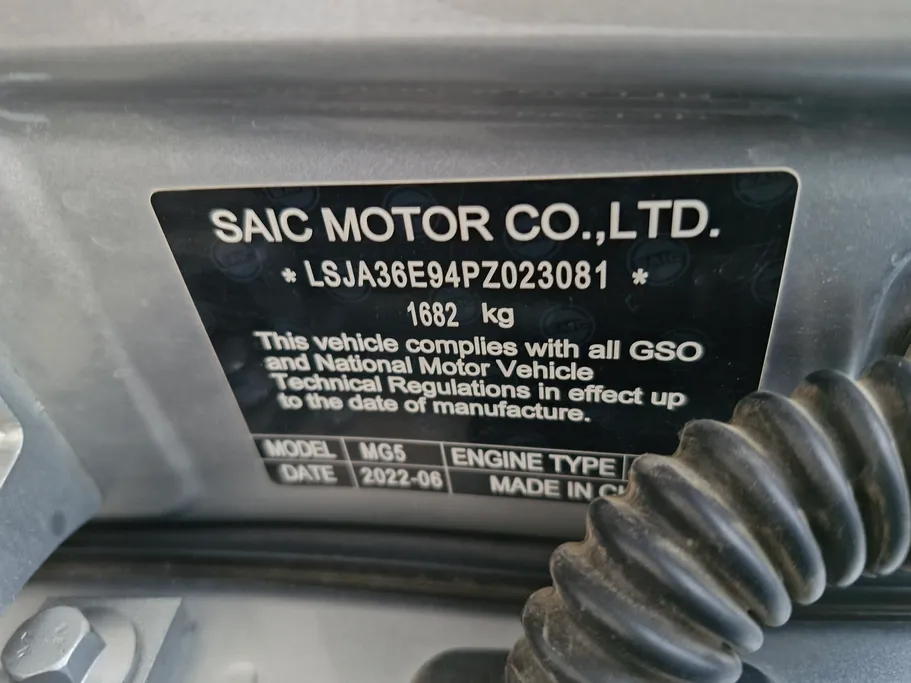 SAIC MOTOR CO.,LTD.
* LSJA36E94PZ023081 *
1682 kg
This vehicle complies with all GSO
and National Motor Vehicle
Technical Regulations in effect up
to the date of manufacture.
MODEL MG5 ENGINE TYPE
DATE 2022-06 MADE IN